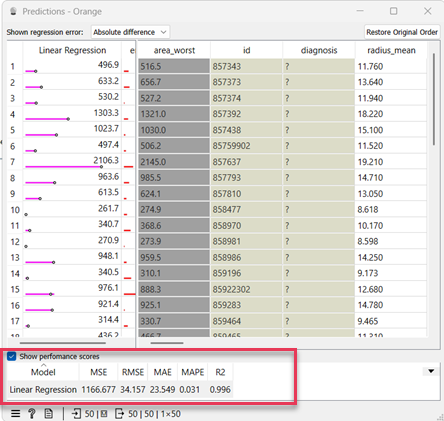 Predictions - Orange
Shown regression error: Absolute difference Restore Original Order
Linear Regression e area_worst id diagnosis radius_mean
1 496.9 516.5 857343 ? 11.760
2 633.2 656.7 857373 ? 13.640
3 530.2 527.2 857374 ? 11.940
4 1303.3 1321.0 857392 ? 18.220
5 1023.7 1030.0 857438 ? 15.100
6 497.4 506.2 85759902 ? 11.520
7 2106.3 2145.0 857637 ? 19.210
8 963.6 985.5 857793 ? 14.710
9 613.5 624.1 857810 ? 13.050
10 261.7 274.9 858477 ? 8.618
11 340.7 368.6 858970 ? 10.170
12 270.9 273.9 858981 ? 8.598
13 948.1 959.5 858986 ? 14.250
14 340.5 310.1 859196 ? 9.173
15 976.1 888.3 85922302 ? 12.680
16 921.4 925.1 859283 ? 14.780
17 314.4 330.7 859464 ? 9.465
18 436.2 859465 ? 11.310
Show perfomance scores
Model MSE RMSE MAE MAPE R2
Linear Regression 1166.677 34.157 23.549 0.031 0.996
50 | 50 | 50 | 1×50